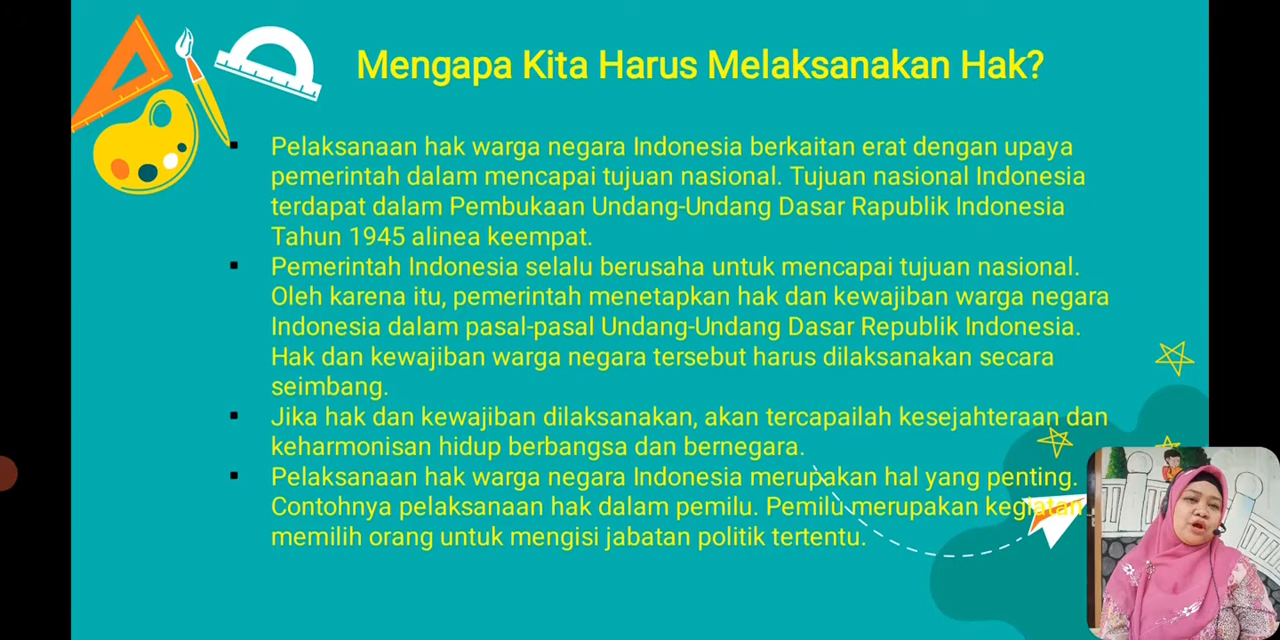 Mengapa Kita Harus Melaksanakan Hak?
▪ Pelaksanaan hak warga negara Indonesia berkaitan erat dengan upaya
pemerintah dalam mencapai tujuan nasional. Tujuan nasional Indonesia
terdapat dalam Pembukaan Undang-Undang Dasar Rapublik Indonesia
Tahun 1945 alinea keempat.
▪ Pemerintah Indonesia selalu berusaha untuk mencapai tujuan nasional.
Oleh karena itu, pemerintah menetapkan hak dan kewajiban warga negara
Indonesia dalam pasal-pasal Undang-Undang Dasar Republik Indonesia.
Hak dan kewajiban warga negara tersebut harus dilaksanakan secara
seimbang.
▪ Jika hak dan kewajiban dilaksanakan, akan tercapailah kesejahteraan dan
keharmonisan hidup berbangsa dan bernegara.
▪ Pelaksanaan hak warga negara Indonesia merupakan hal yang penting.
Contohnya pelaksanaan hak dalam pemilu. Pemilu merupakan kegiatan
memilih orang untuk mengisi jabatan politik tertentu.